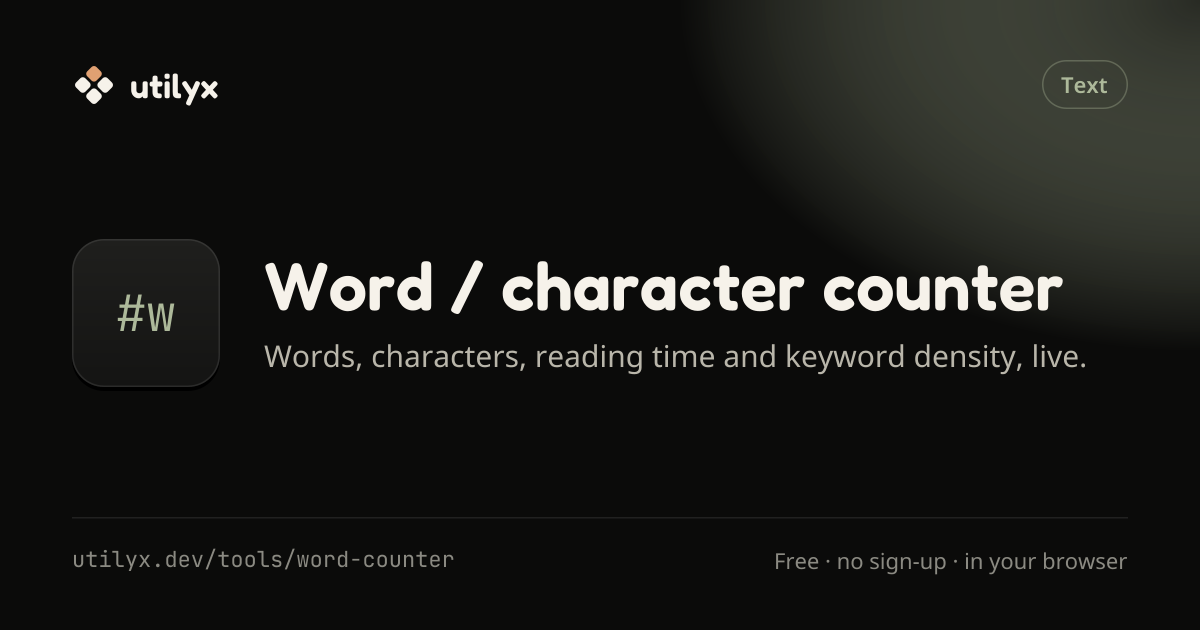 utilyx
Text
#w
Word / character counter
Words, characters, reading time and keyword density, live.
utilyx.dev/tools/word-counter
Free · no sign-up · in your browser